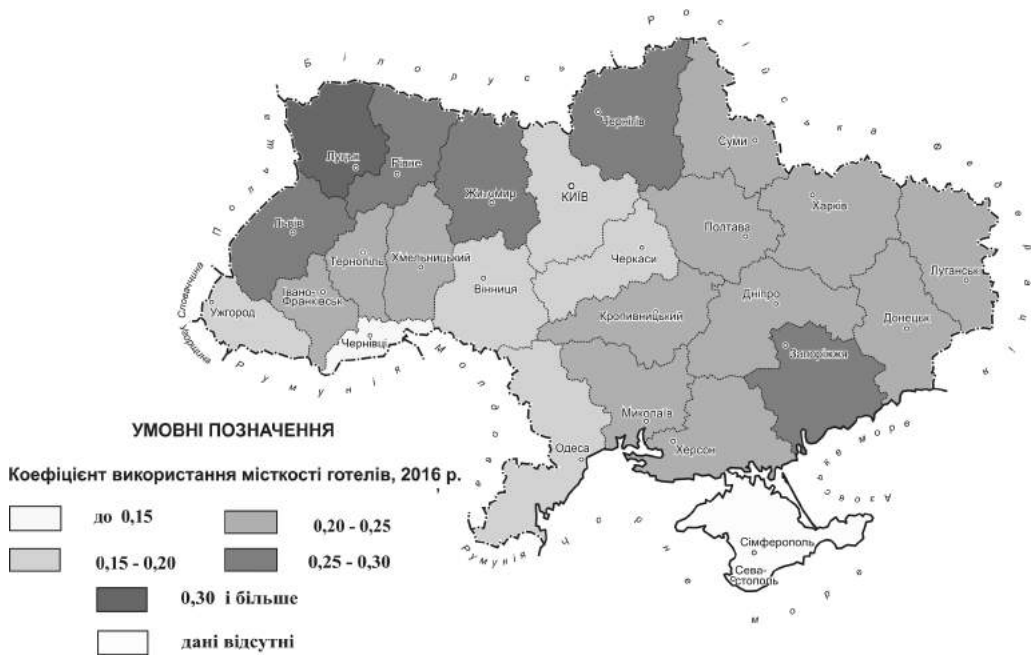 Російська Федерація
Білорусь
Польща
Чернігів
Суми
Луцьк
Рівне
Житомир
КИЇВ
Харків
Львів
Полтава
Тернопіль
Хмельницький
Черкаси
Луганськ
Словаччина
Івано-
Франківськ
Вінниця
Ужгород
Дніпро
Кропивницький
Донецьк
Угорщина
Чернівці
Запоріжжя
Румунія
Молдова
Миколаїв
Херсон
Одеса
Азовське море
Румунія
Чорне море
Сімферополь
Сева-
стополь
УМОВНІ ПОЗНАЧЕННЯ
Коефіцієнт використання місткості готелів, 2016 р.
до 0,15
0,20 - 0,25
0,15 - 0,20
0,25 - 0,30
0,30 і більше
дані відсутні